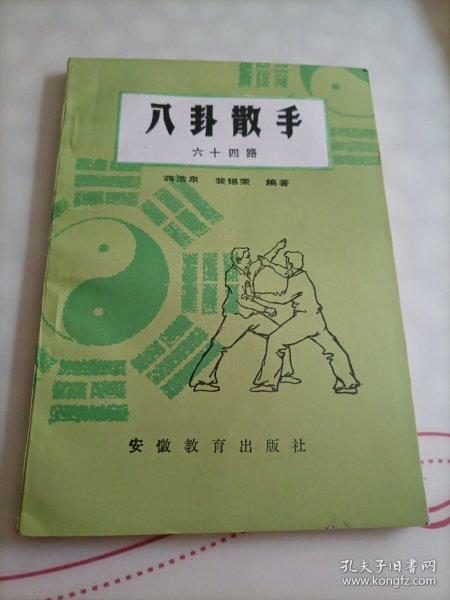 八卦散手
六十四路
蒋浩泉 裴锡荣 编著
安徽教育出版社
孔夫子旧书网
www.kongfz.com